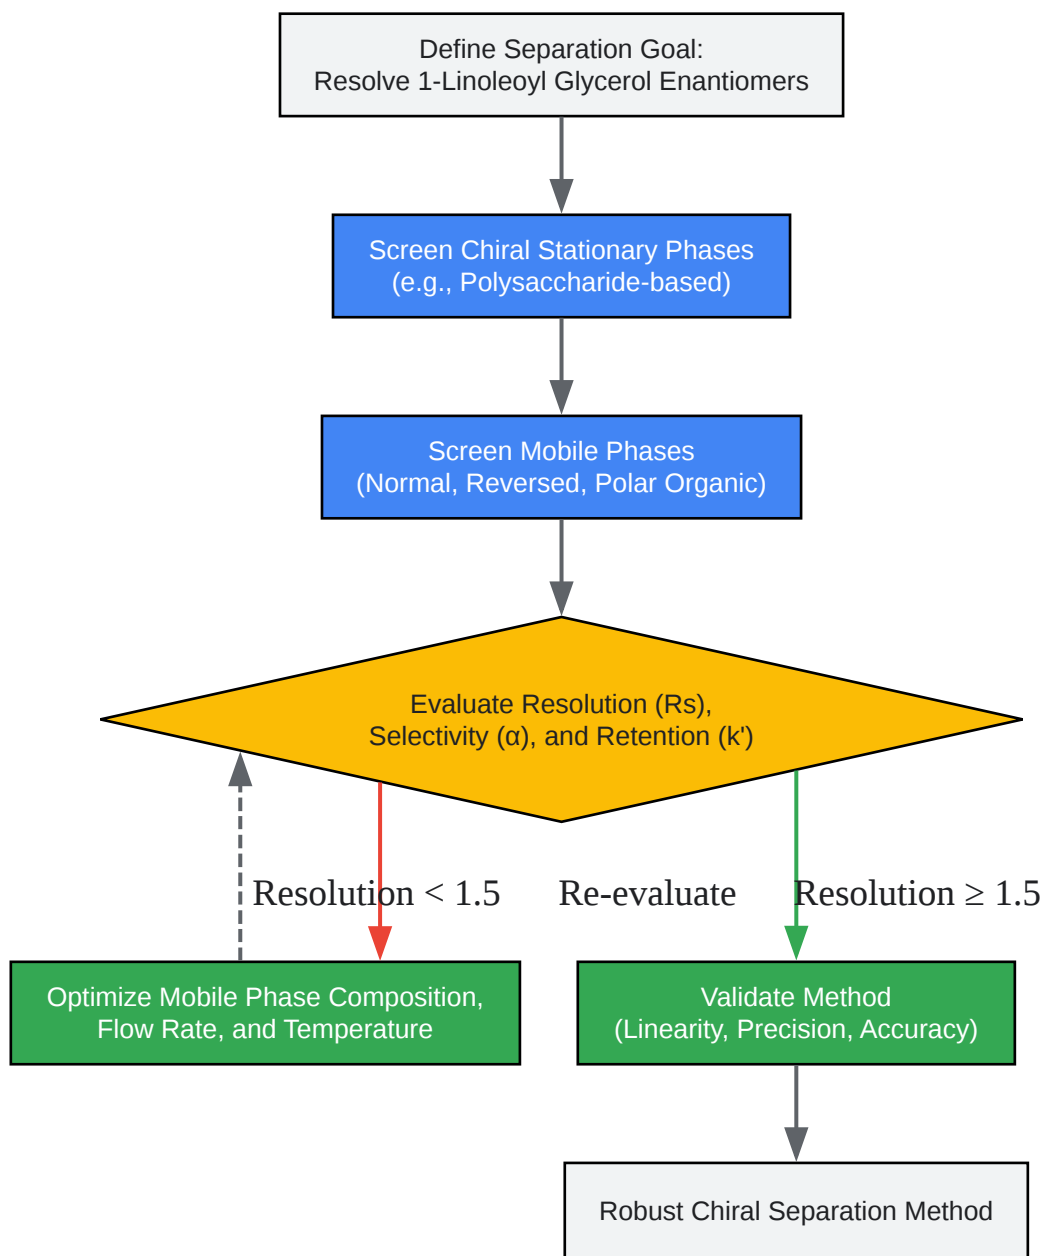 Define Separation Goal:
Resolve 1-Linoleoyl Glycerol Enantiomers
Screen Chiral Stationary Phases
(e.g., Polysaccharide-based)
Screen Mobile Phases
(Normal, Reversed, Polar Organic)
Evaluate Resolution (Rs),
Selectivity (α), and Retention (k')
Resolution < 1.5
Re-evaluate
Resolution ≥ 1.5
Optimize Mobile Phase Composition,
Flow Rate, and Temperature
Validate Method
(Linearity, Precision, Accuracy)
Robust Chiral Separation Method